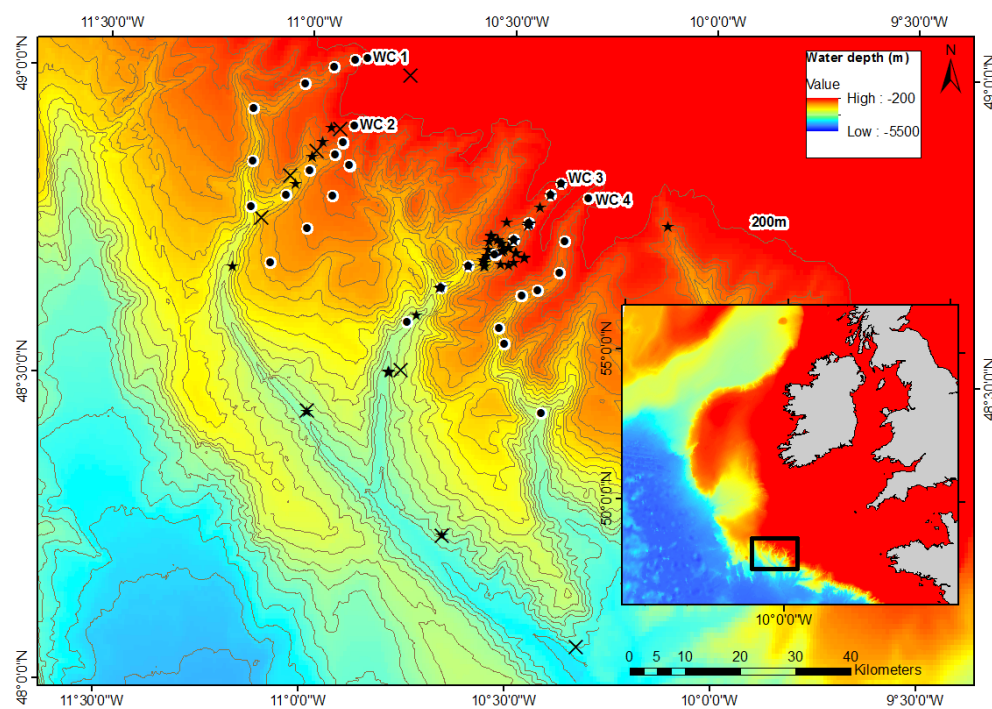 11°30'0"W 11°0'0"W 10°30'0"W 10°0'0"W 9°30'0"W
49°0'0"N
48°30'0"N
48°0'0"N
WC 1
WC 2
WC 3
WC 4
200m
Water depth (m)
Value
High : -200
Low : -5500
N
49°0'0"N
48°30'0"N
55°0'0"N
50°0'0"N
10°0'0"W
0 5 10 20 30 40
Kilometers
11°30'0"W 11°0'0"W 10°30'0"W 10°0'0"W 9°30'0"W